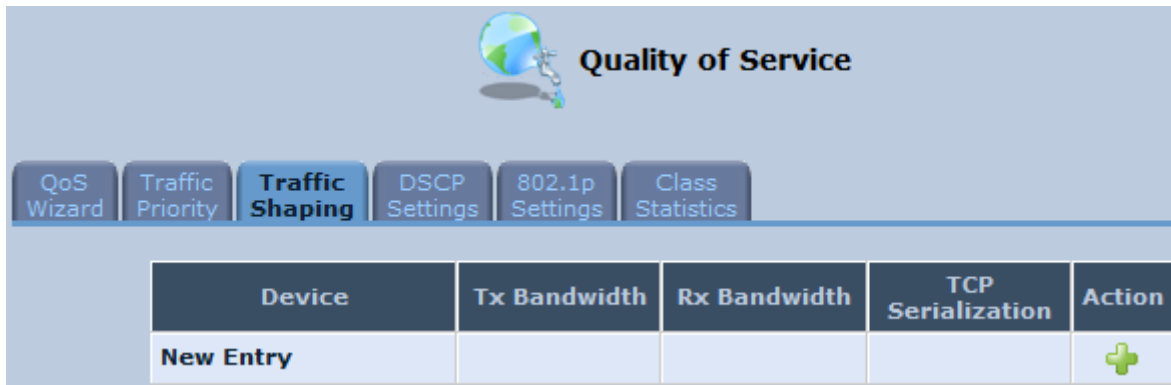 Quality of Service
QoS Wizard
Traffic Priority
Traffic Shaping
DSCP Settings
802.1p Settings
Class Statistics
Device Tx Bandwidth Rx Bandwidth TCP Serialization Action
New Entry